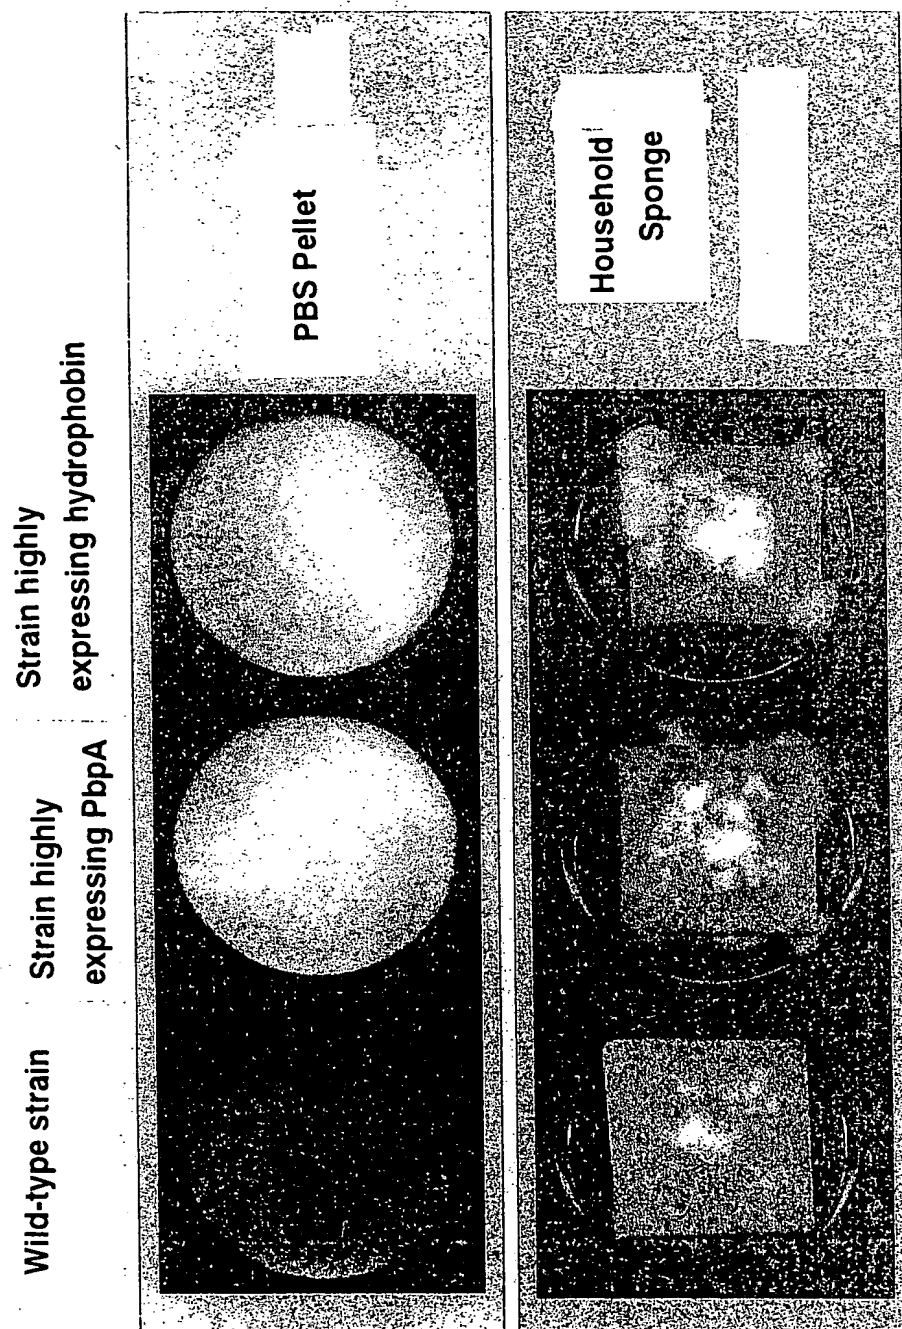 Wild-type strain
Strain highly
expressing PbpA
Strain highly
expressing hydrophobin
PBS Pellet
Household
Sponge